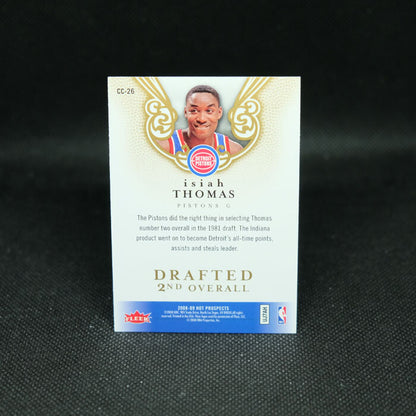 CC-26
DETROIT
PISTONS
isiah
THOMAS
PISTONS G
The Pistons did the right thing in selecting Thomas
number two overall in the 1981 draft. The Indiana
product went on to become Detroit's all-time points,
assists and steals leader.
DRAFTED
2ND OVERALL
FLEER
2008-09 HOT PROSPECTS
NBA